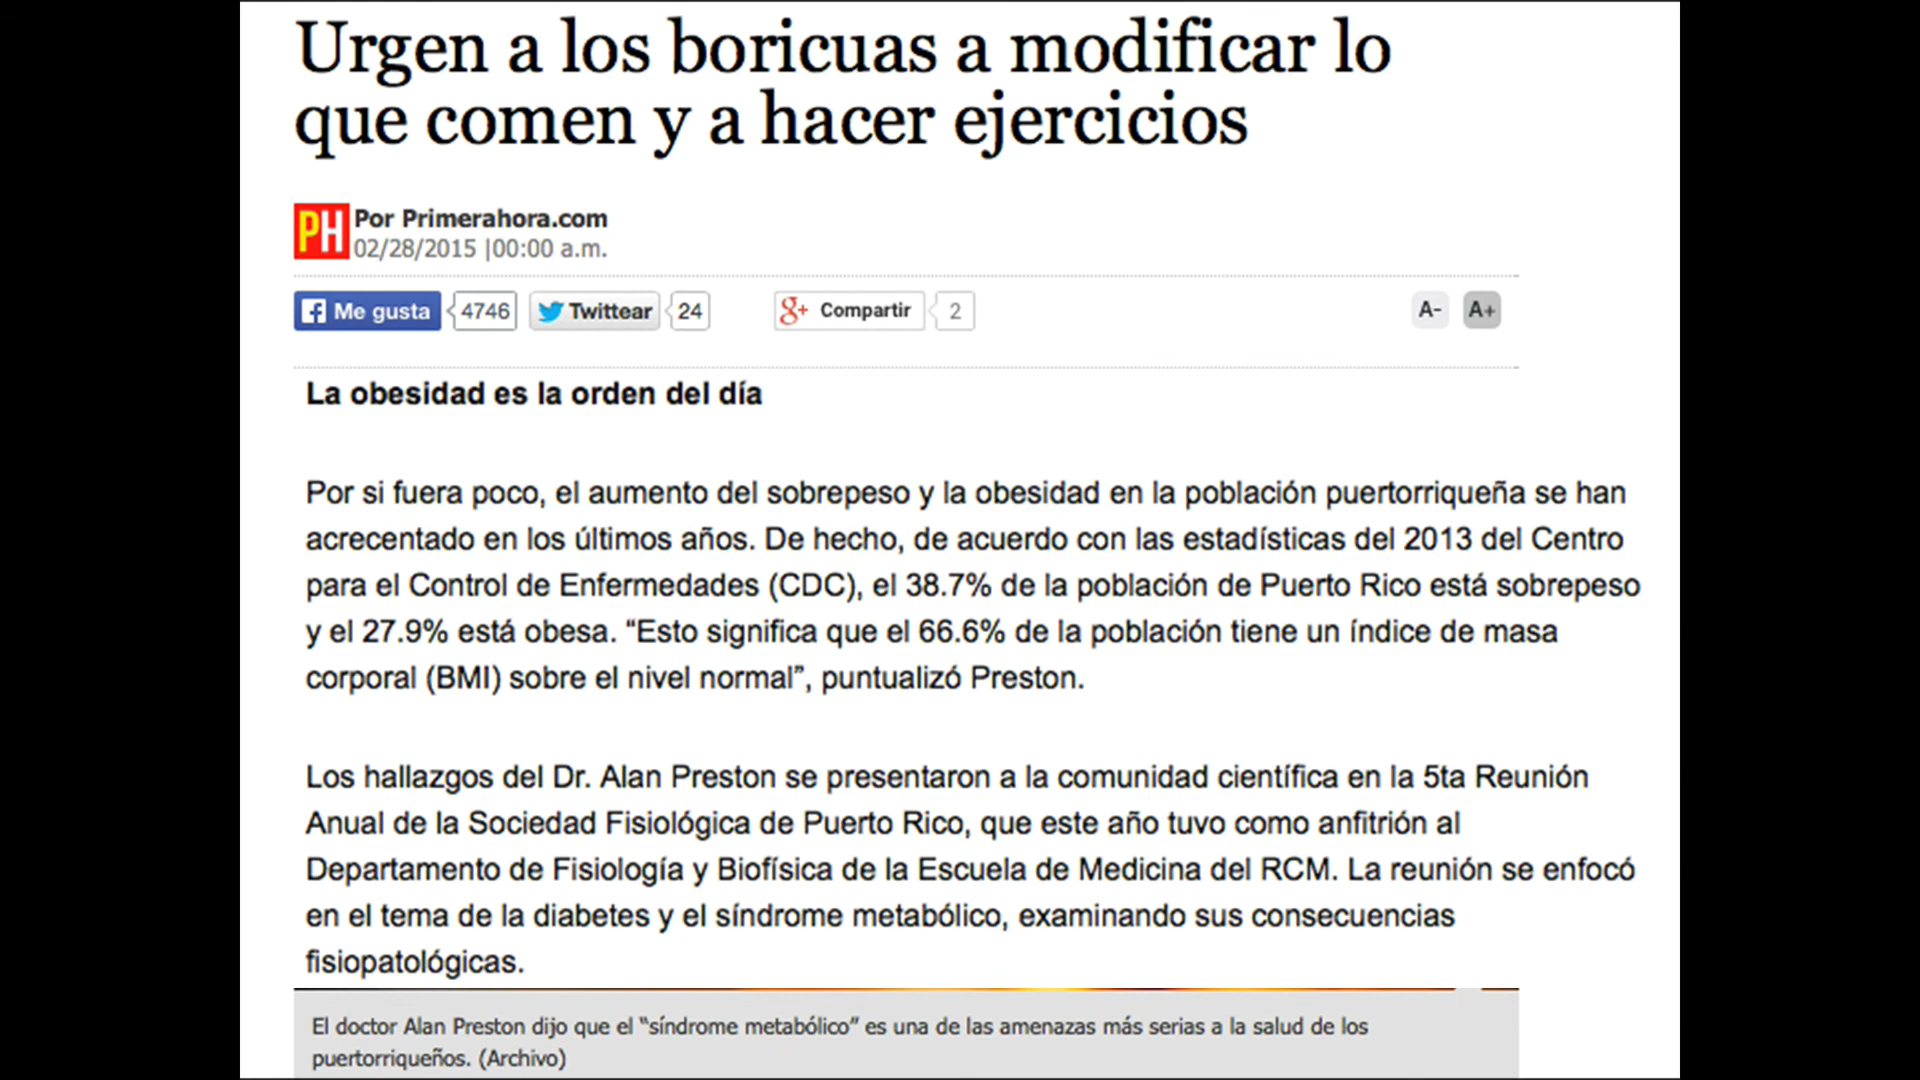 Urgen a los boricuas a modificar lo
que comen y a hacer ejercicios
PH
Por Primerahora.com
02/28/2015 |00:00 a.m.
Me gusta 4746 Twittear 24 g+ Compartir 2 A- A+
La obesidad es la orden del día
Por si fuera poco, el aumento del sobrepeso y la obesidad en la población puertorriqueña se han
acrecentado en los últimos años. De hecho, de acuerdo con las estadísticas del 2013 del Centro
para el Control de Enfermedades (CDC), el 38.7% de la población de Puerto Rico está sobrepeso
y el 27.9% está obesa. “Esto significa que el 66.6% de la población tiene un índice de masa
corporal (BMI) sobre el nivel normal”, puntualizó Preston.
Los hallazgos del Dr. Alan Preston se presentaron a la comunidad científica en la 5ta Reunión
Anual de la Sociedad Fisiológica de Puerto Rico, que este año tuvo como anfitrión al
Departamento de Fisiología y Biofísica de la Escuela de Medicina del RCM. La reunión se enfocó
en el tema de la diabetes y el síndrome metabólico, examinando sus consecuencias
fisiopatológicas.
El doctor Alan Preston dijo que el “síndrome metabólico” es una de las amenazas más serias a la salud de los
puertorriqueños. (Archivo)